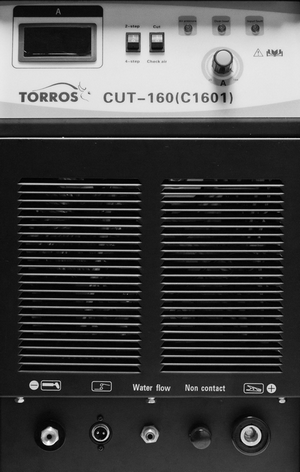 A
2-step
Cut
4-step
Check air
A
TORROS
CUT-160(C1601)
Water flow
Non contact